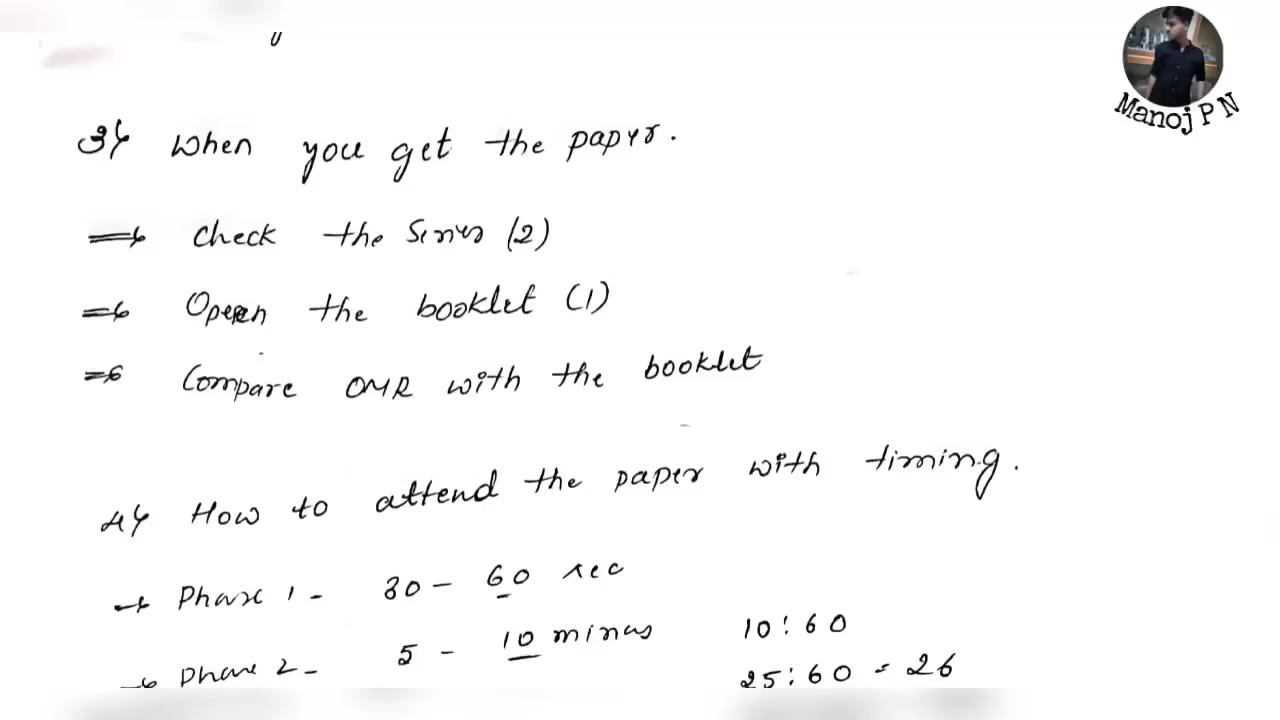 Manoj P N
3) When you get the paper.
⇒ Check the Series (2)
⇒ Open the booklet (1)
⇒ Compare OMR with the booklet
4) How to attend the paper with timing.
→ Phase 1 - 30 - 60 sec
→ Phase 2 - 5 - 10 minus 10:60
25:60 = 26